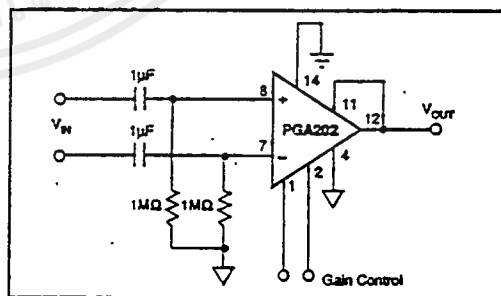 1µF
14
8
+
11
V_OUT
PGA202
12
V_IN
1µF
7
–
4
1
2
1MΩ
1MΩ
Gain Control